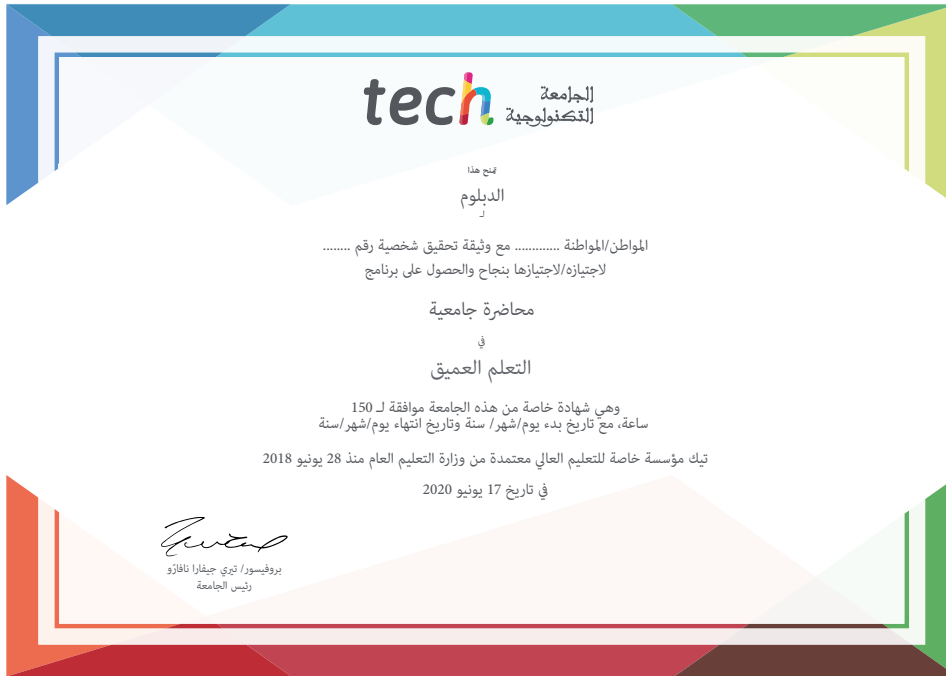 tech الجامعة
التكنولوجية
تمنح هذا
الدبلوم
لـ
المواطن/المواطنة ............ مع وثيقة تحقيق شخصية رقم ........
لاجتيازه/لاجتيازها بنجاح والحصول على برنامج
محاضرة جامعية
في
التعلم العميق
وهي شهادة خاصة من هذه الجامعة موافقة لـ 150
ساعة، مع تاريخ بدء يوم/شهر/ سنة وتاريخ انتهاء يوم/شهر/سنة
تيك مؤسسة خاصة للتعليم العالي معتمدة من وزارة التعليم العام منذ 28 يونيو 2018
في تاريخ 17 يونيو 2020
بروفيسور/ تيري جيفارا نافارّو
رئيس الجامعة